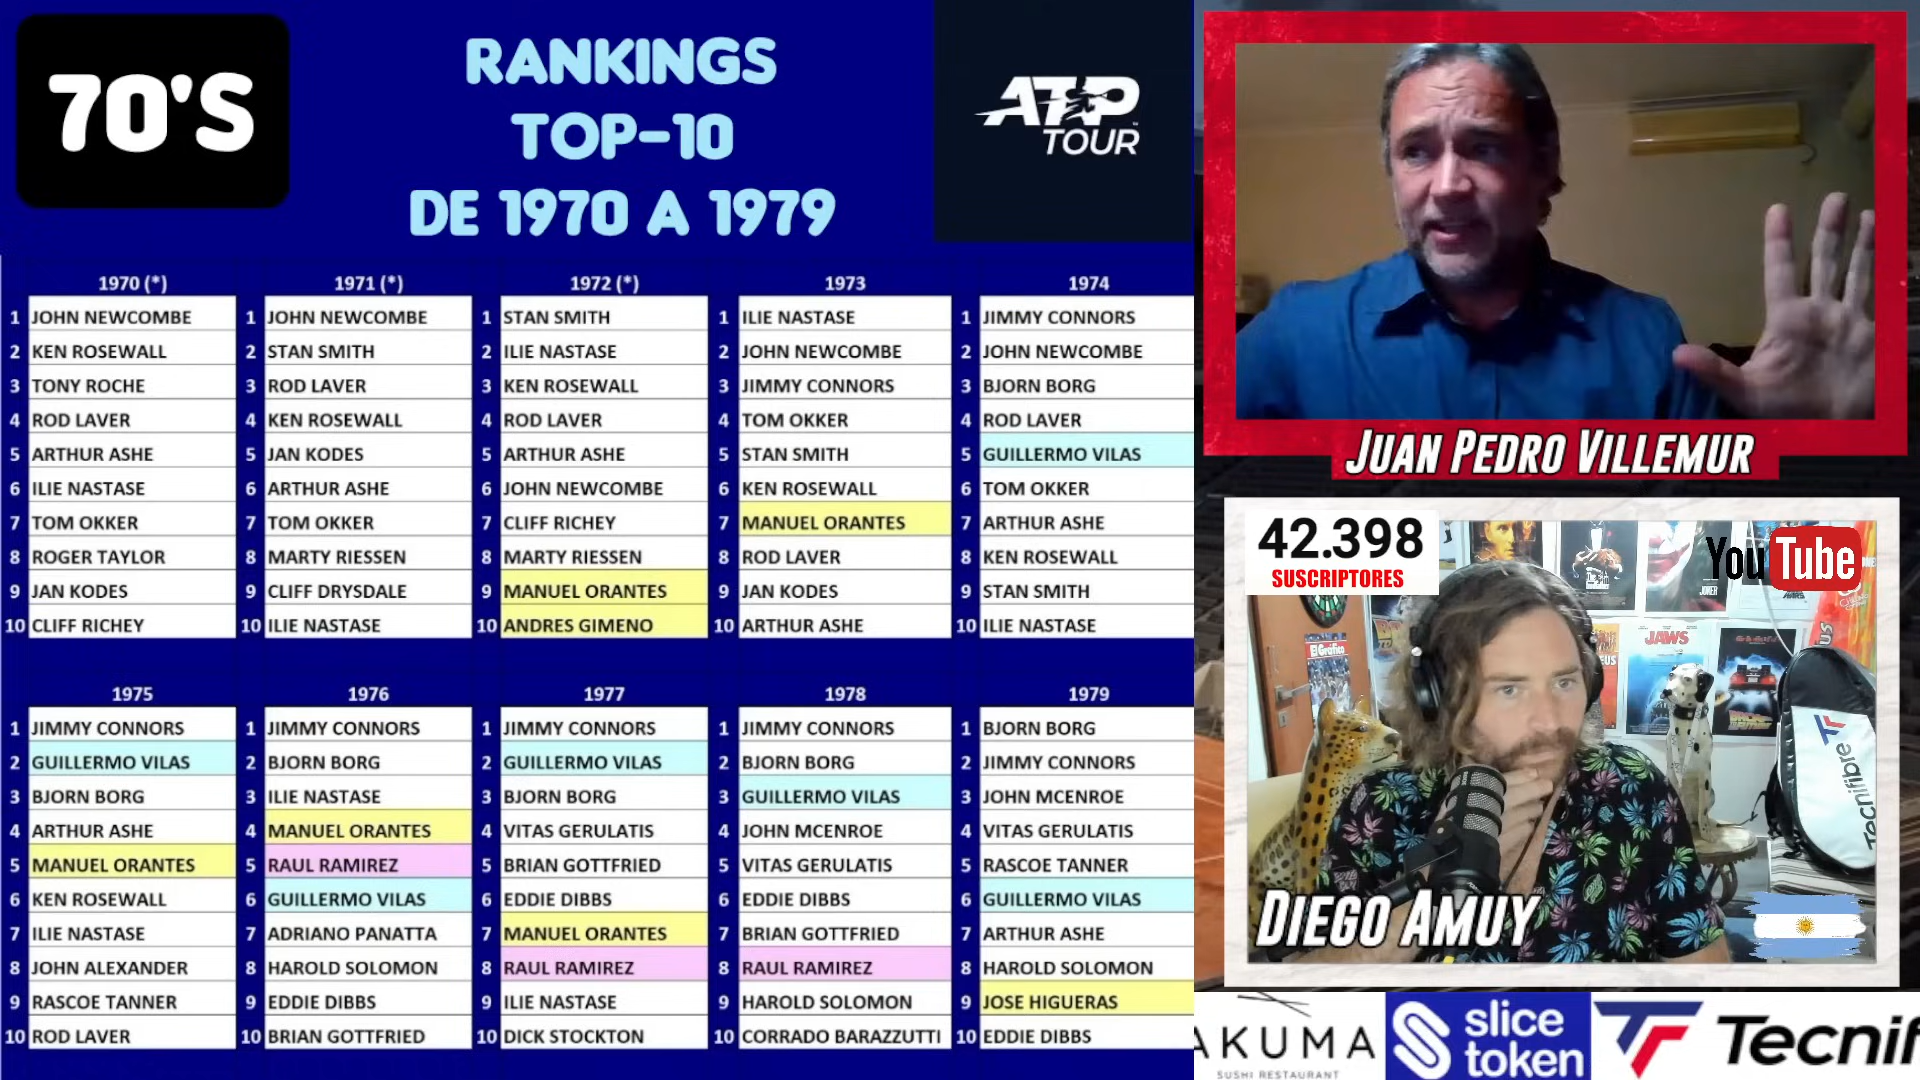 70'S
RANKINGS
TOP-10
DE 1970 A 1979
ATP
TOUR
1970 (*)
1 JOHN NEWCOMBE
2 KEN ROSEWALL
3 TONY ROCHE
4 ROD LAVER
5 ARTHUR ASHE
6 ILIE NASTASE
7 TOM OKKER
8 ROGER TAYLOR
9 JAN KODES
10 CLIFF RICHEY
1971 (*)
1 JOHN NEWCOMBE
2 STAN SMITH
3 ROD LAVER
4 KEN ROSEWALL
5 JAN KODES
6 ARTHUR ASHE
7 TOM OKKER
8 MARTY RIESSEN
9 CLIFF DRYSDALE
10 ILIE NASTASE
1972 (*)
1 STAN SMITH
2 ILIE NASTASE
3 KEN ROSEWALL
4 ROD LAVER
5 ARTHUR ASHE
6 JOHN NEWCOMBE
7 CLIFF RICHEY
8 MARTY RIESSEN
9 MANUEL ORANTES
10 ANDRES GIMENO
1973
1 ILIE NASTASE
2 JOHN NEWCOMBE
3 JIMMY CONNORS
4 TOM OKKER
5 STAN SMITH
6 KEN ROSEWALL
7 MANUEL ORANTES
8 ROD LAVER
9 JAN KODES
10 ARTHUR ASHE
1974
1 JIMMY CONNORS
2 JOHN NEWCOMBE
3 BJORN BORG
4 ROD LAVER
5 GUILLERMO VILAS
6 TOM OKKER
7 ARTHUR ASHE
8 KEN ROSEWALL
9 STAN SMITH
10 ILIE NASTASE
1975
1 JIMMY CONNORS
2 GUILLERMO VILAS
3 BJORN BORG
4 ARTHUR ASHE
5 MANUEL ORANTES
6 KEN ROSEWALL
7 ILIE NASTASE
8 JOHN ALEXANDER
9 RASCOE TANNER
10 ROD LAVER
1976
1 JIMMY CONNORS
2 BJORN BORG
3 ILIE NASTASE
4 MANUEL ORANTES
5 RAUL RAMIREZ
6 GUILLERMO VILAS
7 ADRIANO PANATTA
8 HAROLD SOLOMON
9 EDDIE DIBBS
10 BRIAN GOTTFRIED
1977
1 JIMMY CONNORS
2 GUILLERMO VILAS
3 BJORN BORG
4 VITAS GERULATIS
5 BRIAN GOTTFRIED
6 EDDIE DIBBS
7 MANUEL ORANTES
8 RAUL RAMIREZ
9 ILIE NASTASE
10 DICK STOCKTON
1978
1 JIMMY CONNORS
2 BJORN BORG
3 GUILLERMO VILAS
4 JOHN MCENROE
5 VITAS GERULATIS
6 EDDIE DIBBS
7 BRIAN GOTTFRIED
8 RAUL RAMIREZ
9 HAROLD SOLOMON
10 CORRADO BARAZZUTTI
1979
1 BJORN BORG
2 JIMMY CONNORS
3 JOHN MCENROE
4 VITAS GERULATIS
5 RASCOE TANNER
6 GUILLERMO VILAS
7 ARTHUR ASHE
8 HAROLD SOLOMON
9 JOSE HIGUERAS
10 EDDIE DIBBS
JUAN PEDRO VILLEMUR
42.398
SUSCRIPTORES
YouTube
JOKER
El Gráfico
JAWS
Tecnifibre
DIEGO AMUY
AKUMA
SUSHI RESTAURANT
slice
token
Tecnif